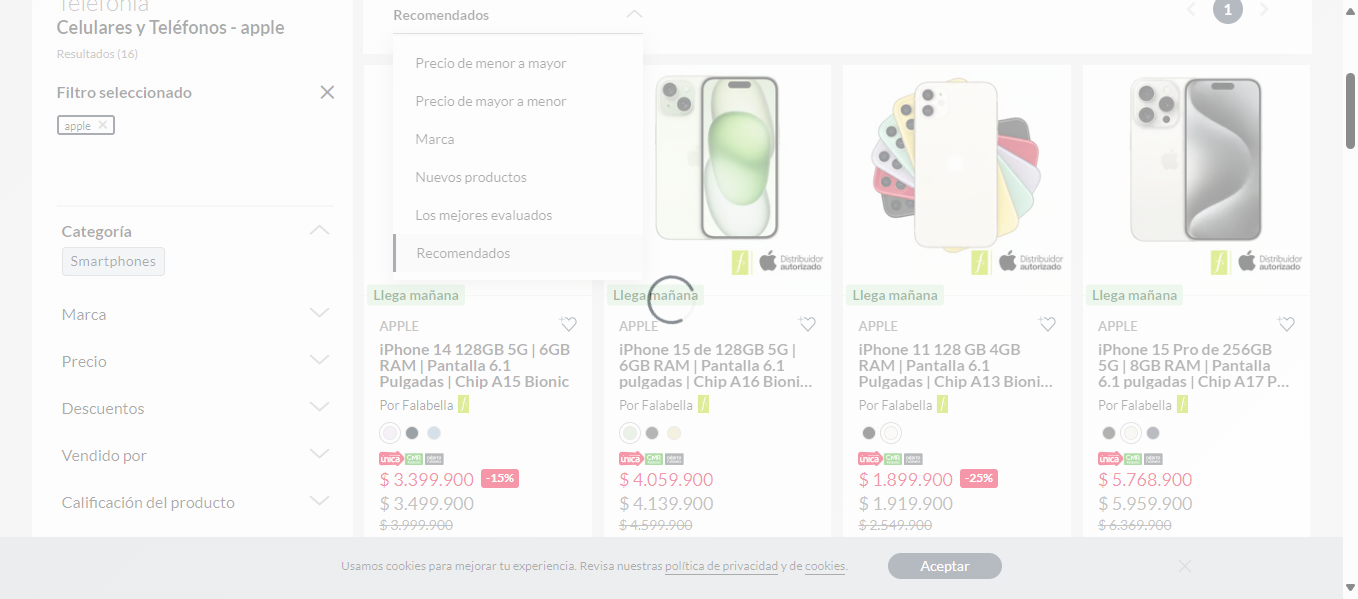 Telefonía
Celulares y Teléfonos - apple
Resultados (16)
Filtro seleccionado
apple
Categoría
Smartphones
Marca
Precio
Descuentos
Vendido por
Calificación del producto
Recomendados
Precio de menor a mayor
Precio de mayor a menor
Marca
Nuevos productos
Los mejores evaluados
Recomendados
1
Llega mañana
APPLE
iPhone 14 128GB 5G | 6GB
RAM | Pantalla 6.1
Pulgadas | Chip A15 Bionic
Por Falabella
unica CMR
$ 3.399.900 -15%
$ 3.499.900
$ 3.999.900
f Distribuidor
autorizado
Llega mañana
APPLE
iPhone 15 de 128GB 5G |
6GB RAM | Pantalla 6.1
pulgadas | Chip A16 Bioni...
Por Falabella
unica CMR
$ 4.059.900
$ 4.139.900
$ 4.599.900
f Distribuidor
autorizado
Llega mañana
APPLE
iPhone 11 128 GB 4GB
RAM | Pantalla 6.1
Pulgadas | Chip A13 Bioni...
Por Falabella
unica CMR
$ 1.899.900 -25%
$ 1.919.900
$ 2.549.900
f Distribuidor
autorizado
Llega mañana
APPLE
iPhone 15 Pro de 256GB
5G | 8GB RAM | Pantalla
6.1 pulgadas | Chip A17 P...
Por Falabella
unica CMR
$ 5.768.900
$ 5.959.900
$ 6.369.900
Usamos cookies para mejorar tu experiencia. Revisa nuestras política de privacidad y de cookies.
Aceptar